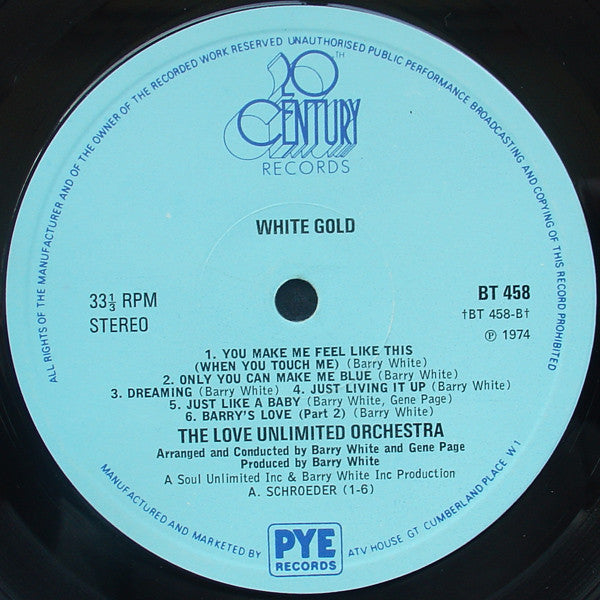 ALL RIGHTS OF THE MANUFACTURER AND OF THE OWNER OF THE RECORDED WORK RESERVED UNAUTHORISED PUBLIC PERFORMANCE BROADCASTING AND COPYING OF THIS RECORD PROHIBITED
20TH
CENTURY
RECORDS
WHITE GOLD
33⅓ RPM
STEREO
BT 458
†BT 458-B†
℗ 1974
1. YOU MAKE ME FEEL LIKE THIS
(WHEN YOU TOUCH ME) (Barry White)
2. ONLY YOU CAN MAKE ME BLUE (Barry White)
3. DREAMING (Barry White) 4. JUST LIVING IT UP (Barry White)
5. JUST LIKE A BABY (Barry White, Gene Page)
6. BARRY'S LOVE (Part 2) (Barry White)
THE LOVE UNLIMITED ORCHESTRA
Arranged and Conducted by Barry White and Gene Page
Produced by Barry White
A Soul Unlimited Inc & Barry White Inc Production
A. SCHROEDER (1-6)
MANUFACTURED AND MARKETED BY
PYE
RECORDS
ATV HOUSE GT CUMBERLAND PLACE W1